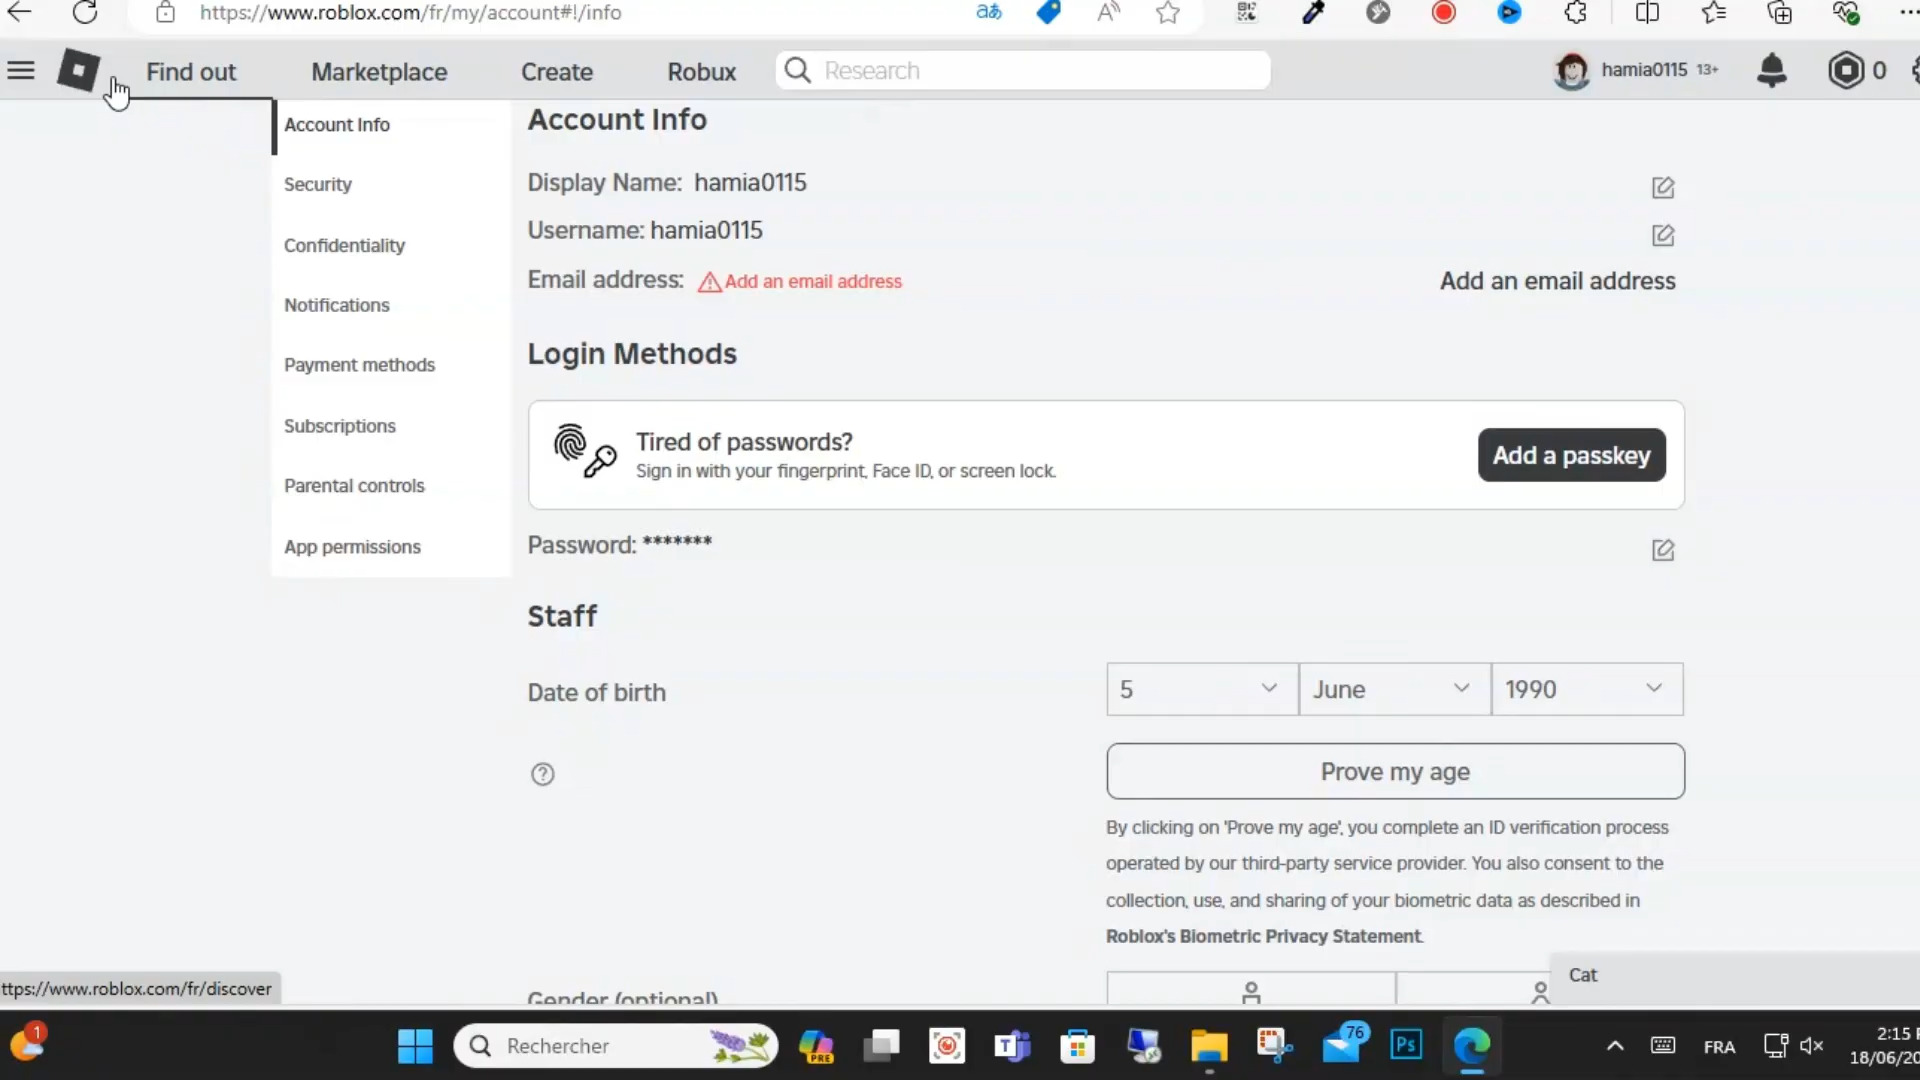 https://www.roblox.com/fr/my/account#!/info
Find out
Marketplace
Create
Robux
Research
hamia0115 13+
0
Account Info
Security
Confidentiality
Notifications
Payment methods
Subscriptions
Parental controls
App permissions
Account Info
Display Name: hamia0115
Username: hamia0115
Email address: Add an email address
Add an email address
Login Methods
Tired of passwords?
Sign in with your fingerprint, Face ID, or screen lock.
Add a passkey
Password: *******
Staff
Date of birth
5
June
1990
Prove my age
By clicking on 'Prove my age', you complete an ID verification process
operated by our third-party service provider. You also consent to the
collection, use, and sharing of your biometric data as described in
Roblox's Biometric Privacy Statement.
Gender (optional)
Cat
ttps://www.roblox.com/fr/discover
1
Rechercher
PRE
76
Ps
FRA
2:15 P
18/06/20